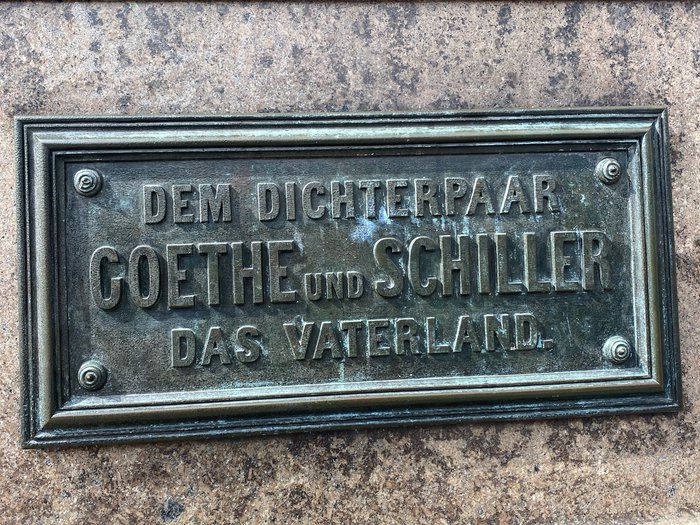 DEM DICHTERPAAR
GOETHE UND SCHILLER
DAS VATERLAND.